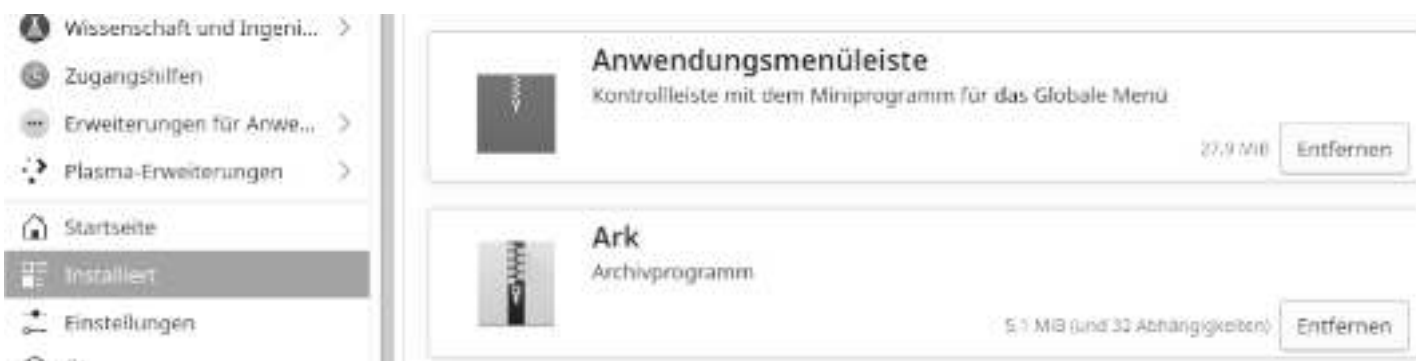 Wissenschaft und Ingeni...
Zugangshilfen
Erweiterungen für Anwe...
Plasma-Erweiterungen
Startseite
Installiert
Einstellungen
Anwendungsmenüleiste
Kontrollleiste mit dem Miniprogramm für das Globale Menü
27,9 MiB
Entfernen
Ark
Archivprogramm
5,1 MiB (und 32 Abhängigkeiten)
Entfernen